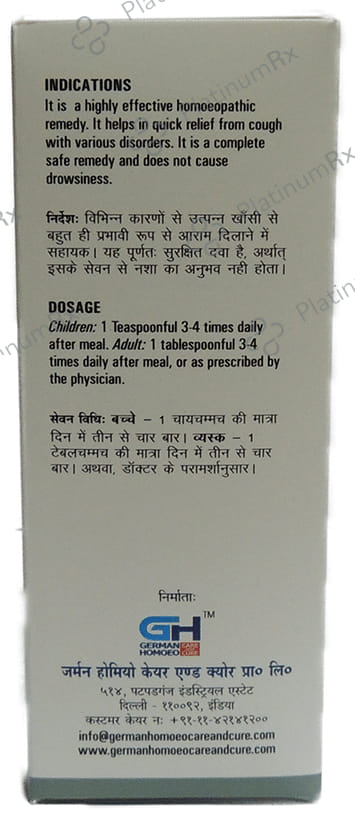 INDICATIONS
It is a highly effective homoeopathic
remedy. It helps in quick relief from cough
with various disorders. It is a complete
safe remedy and does not cause
drowsiness.
निर्देशः विभिन्न कारणों से उत्पन्न खाँसी से
बहुत ही प्रभावी रूप से आराम दिलाने में
सहायक। यह पूर्णतः सुरक्षित दवा है, अर्थात्
इसके सेवन से नशा का अनुभव नही होता।
DOSAGE
Children: 1 Teaspoonful 3-4 times daily
after meal. Adult: 1 tablespoonful 3-4
times daily after meal, or as prescribed by
the physician.
सेवन विधिः बच्चे – 1 चायचम्मच की मात्रा
दिन में तीन से चार बार। व्यस्क – 1
टेबलचम्मच की मात्रा दिन में तीन से चार
बार। अथवा, डॉक्टर के परामर्शानुसार।
निर्माताः
GH TM
GERMAN HOMOEO CARE AND CURE
जर्मन होमियो केयर एण्ड क्योर प्रा० लि०
५१४, पटपडगंज इंडस्ट्रियल एस्टेट
दिल्ली - ११००९२, इंडिया
कस्टमर केयर नः +९१-११-४२१४१२००
info@germanhomoeocareandcure.com
www.germanhomoeocareandcure.com
PlatinumRx